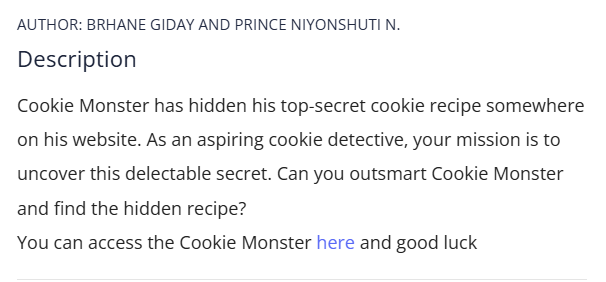 AUTHOR: BRHANE GIDAY AND PRINCE NIYONSHUTI N.
Description
Cookie Monster has hidden his top-secret cookie recipe somewhere
on his website. As an aspiring cookie detective, your mission is to
uncover this delectable secret. Can you outsmart Cookie Monster
and find the hidden recipe?
You can access the Cookie Monster here and good luck